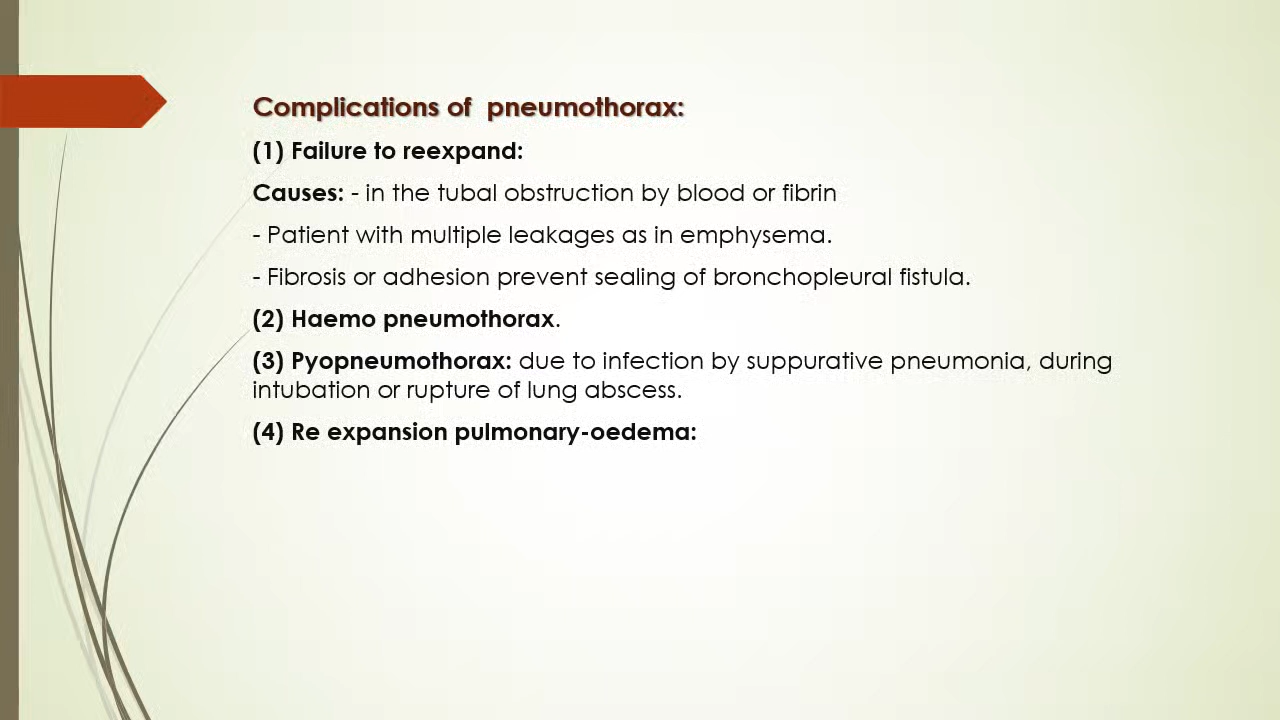 Complications of  pneumothorax:
(1) Failure to reexpand:
Causes: - in the tubal obstruction by blood or fibrin
- Patient with multiple leakages as in emphysema.
- Fibrosis or adhesion prevent sealing of bronchopleural fistula.
(2) Haemo pneumothorax.
(3) Pyopneumothorax: due to infection by suppurative pneumonia, during
intubation or rupture of lung abscess.
(4) Re expansion pulmonary-oedema: